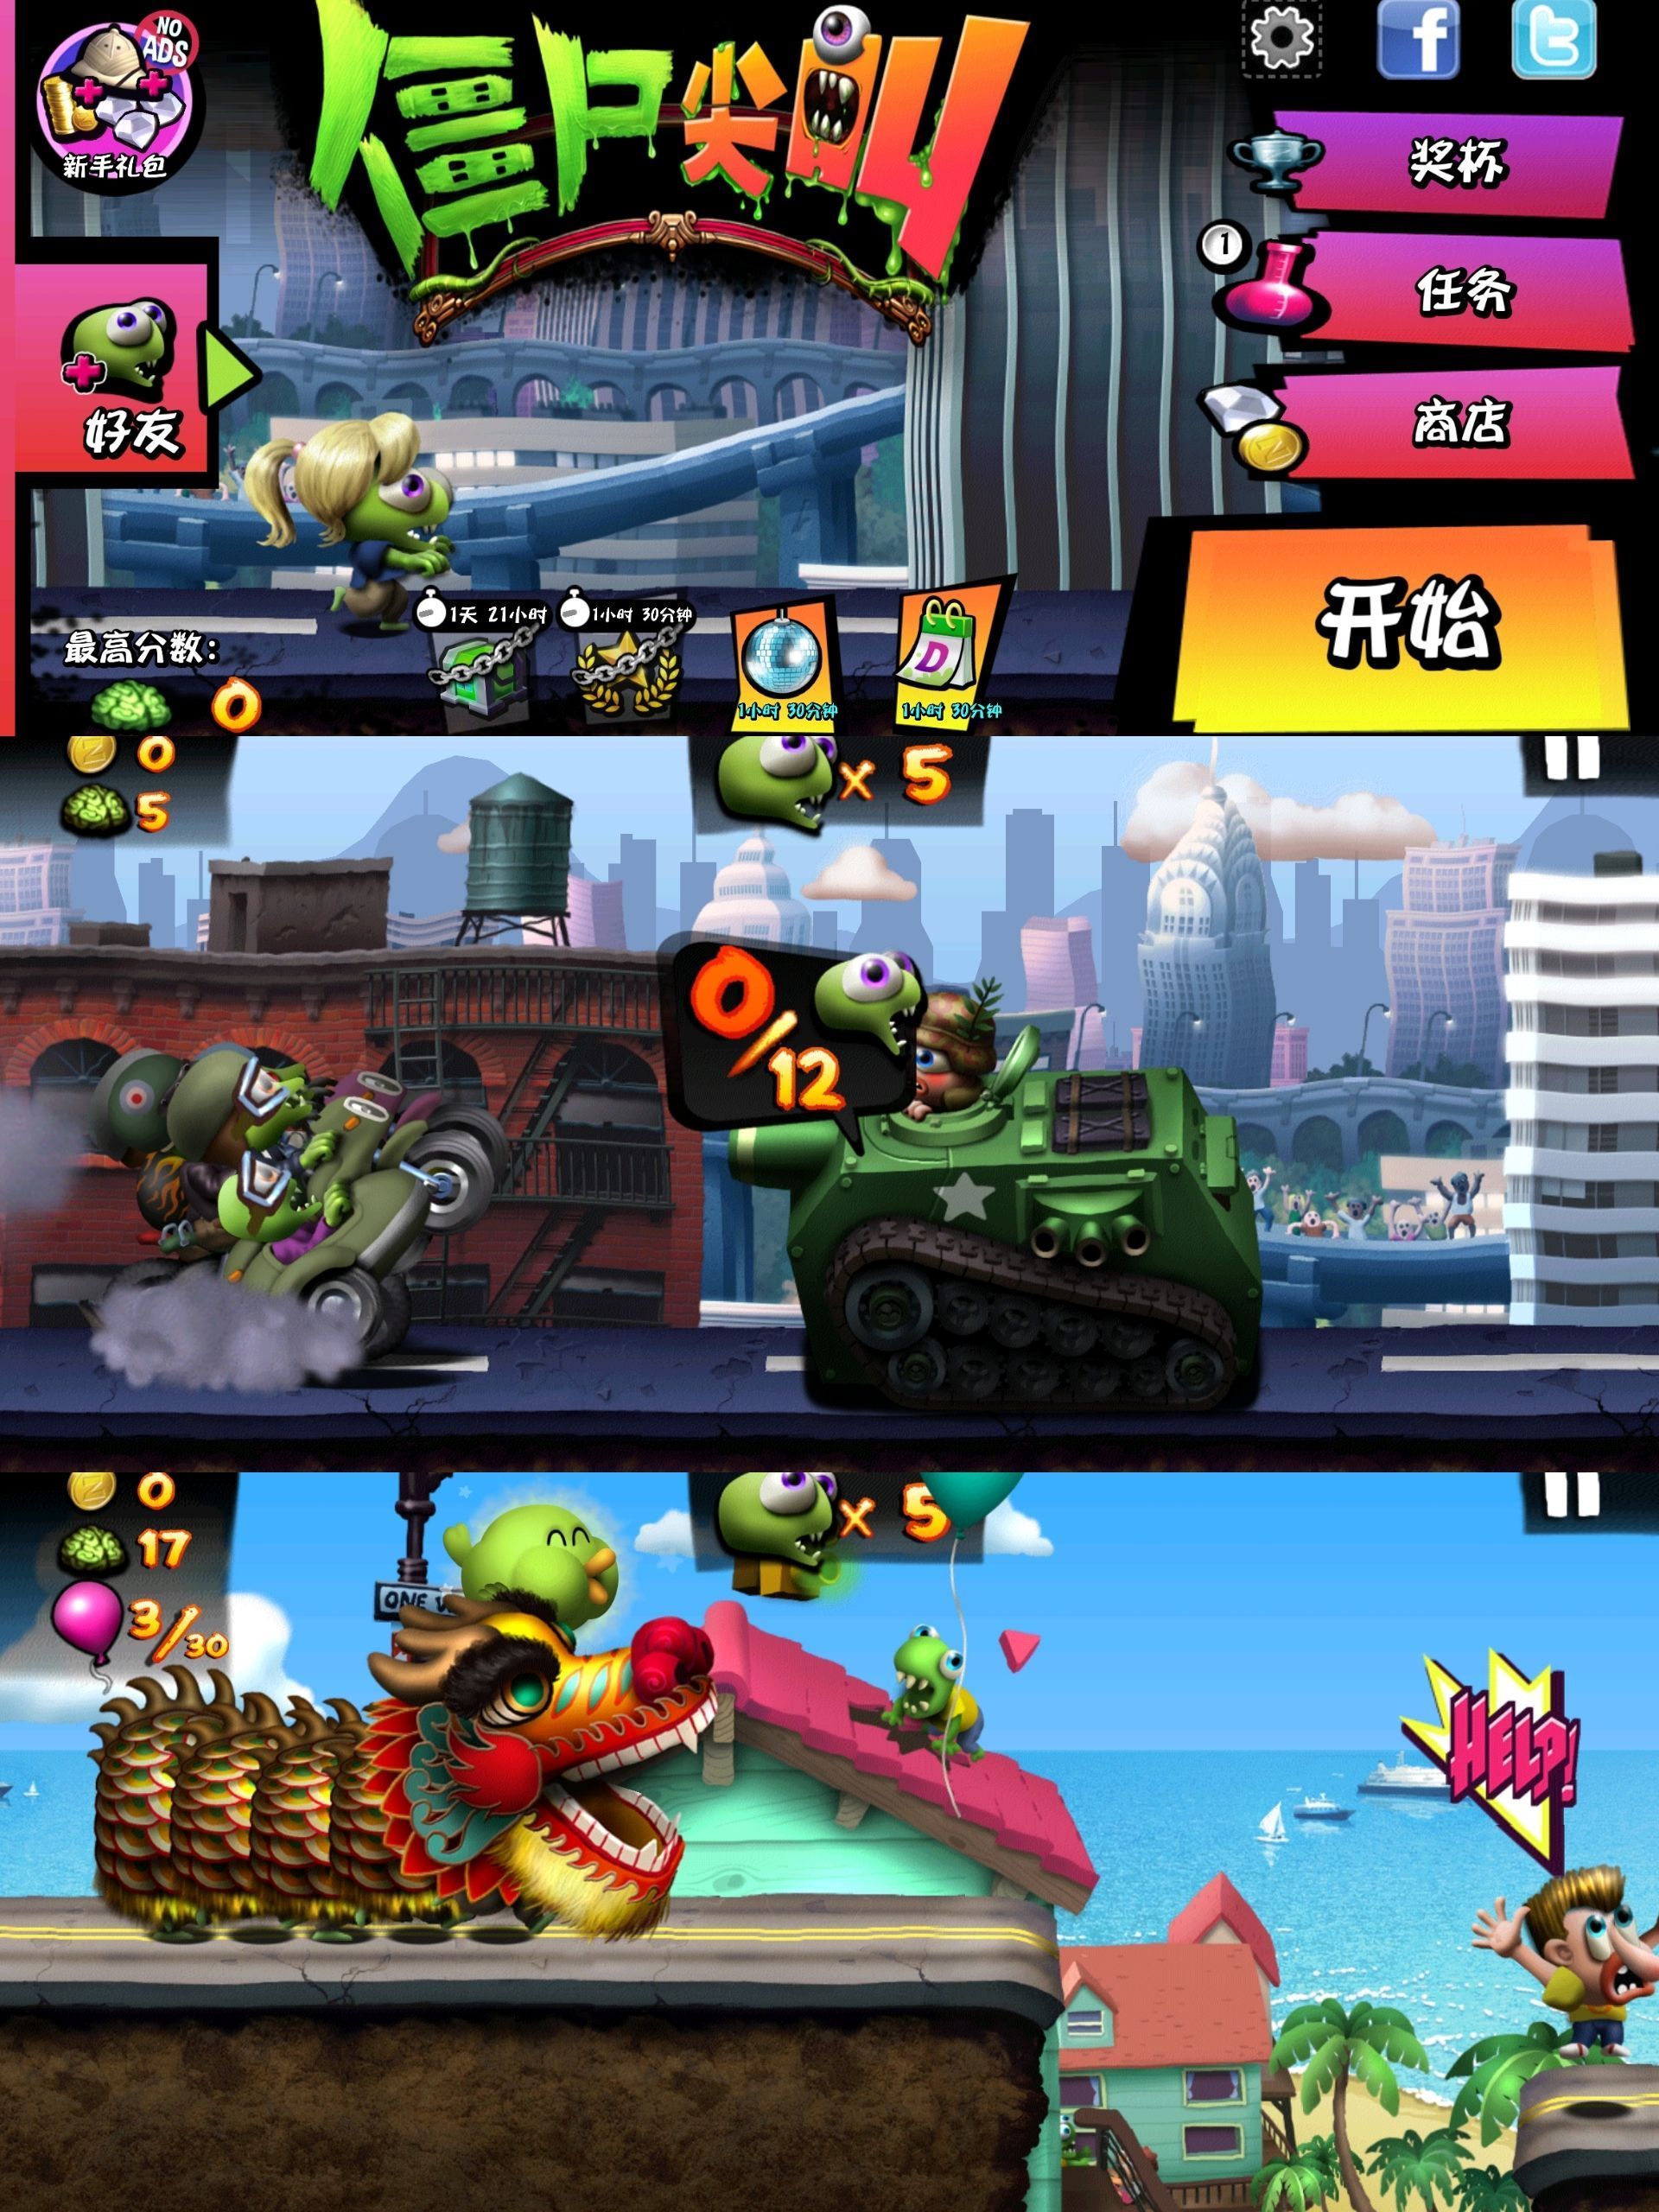 NO
ADS
新手礼包
僵尸尖叫
f
t
奖杯
1
任务
好友
商店
开始
1天 21小时
1小时 30分钟
最高分数:
0
D
1小时 30分钟
1小时 30分钟
0
5
x 5
0/12
0
17
3/30
x 5
ONE W
HELP!